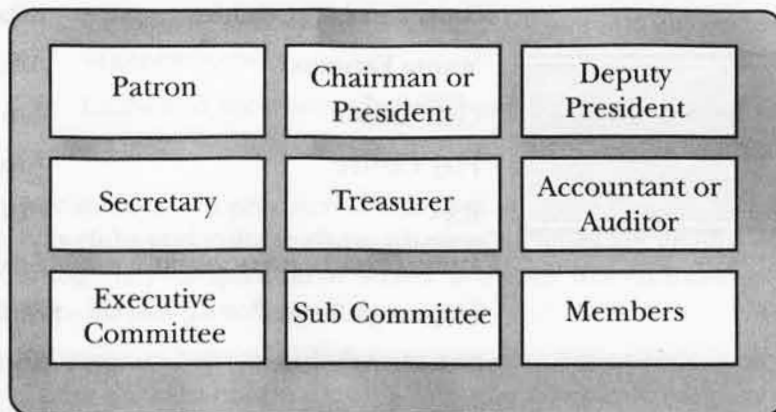 Patron
Chairman or
President
Deputy
President
Secretary
Treasurer
Accountant or
Auditor
Executive
Committee
Sub Committee
Members